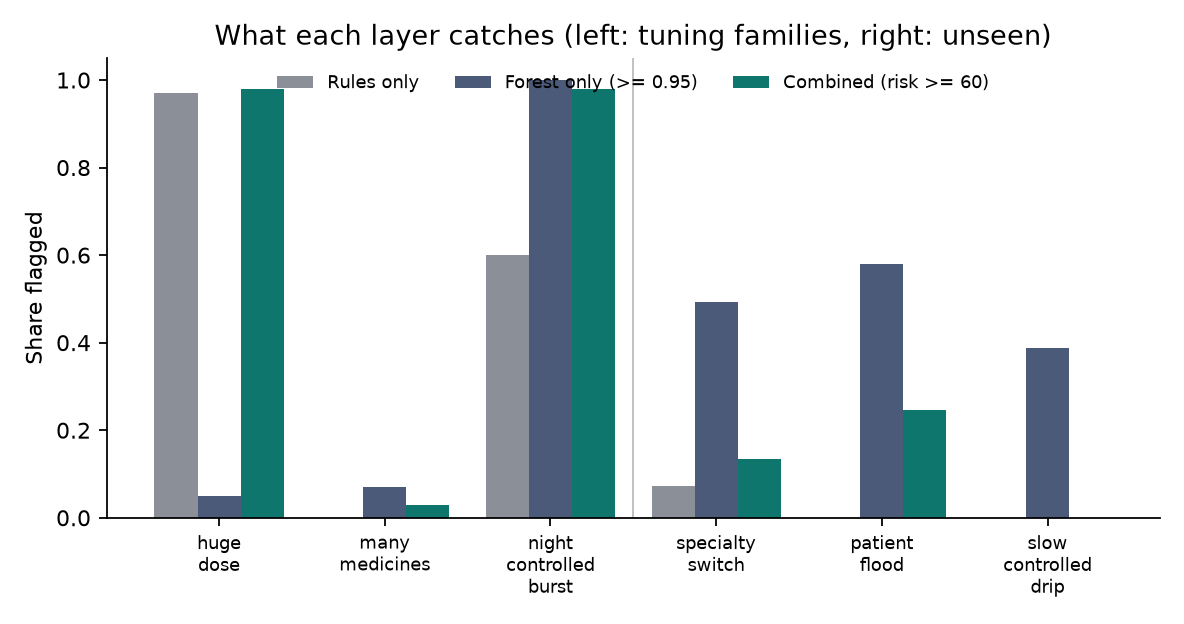 What each layer catches (left: tuning families, right: unseen)
Rules only
Forest only (>= 0.95)
Combined (risk >= 60)
Share flagged
1.0
0.8
0.6
0.4
0.2
0.0
huge
dose
many
medicines
night
controlled
burst
specialty
switch
patient
flood
slow
controlled
drip